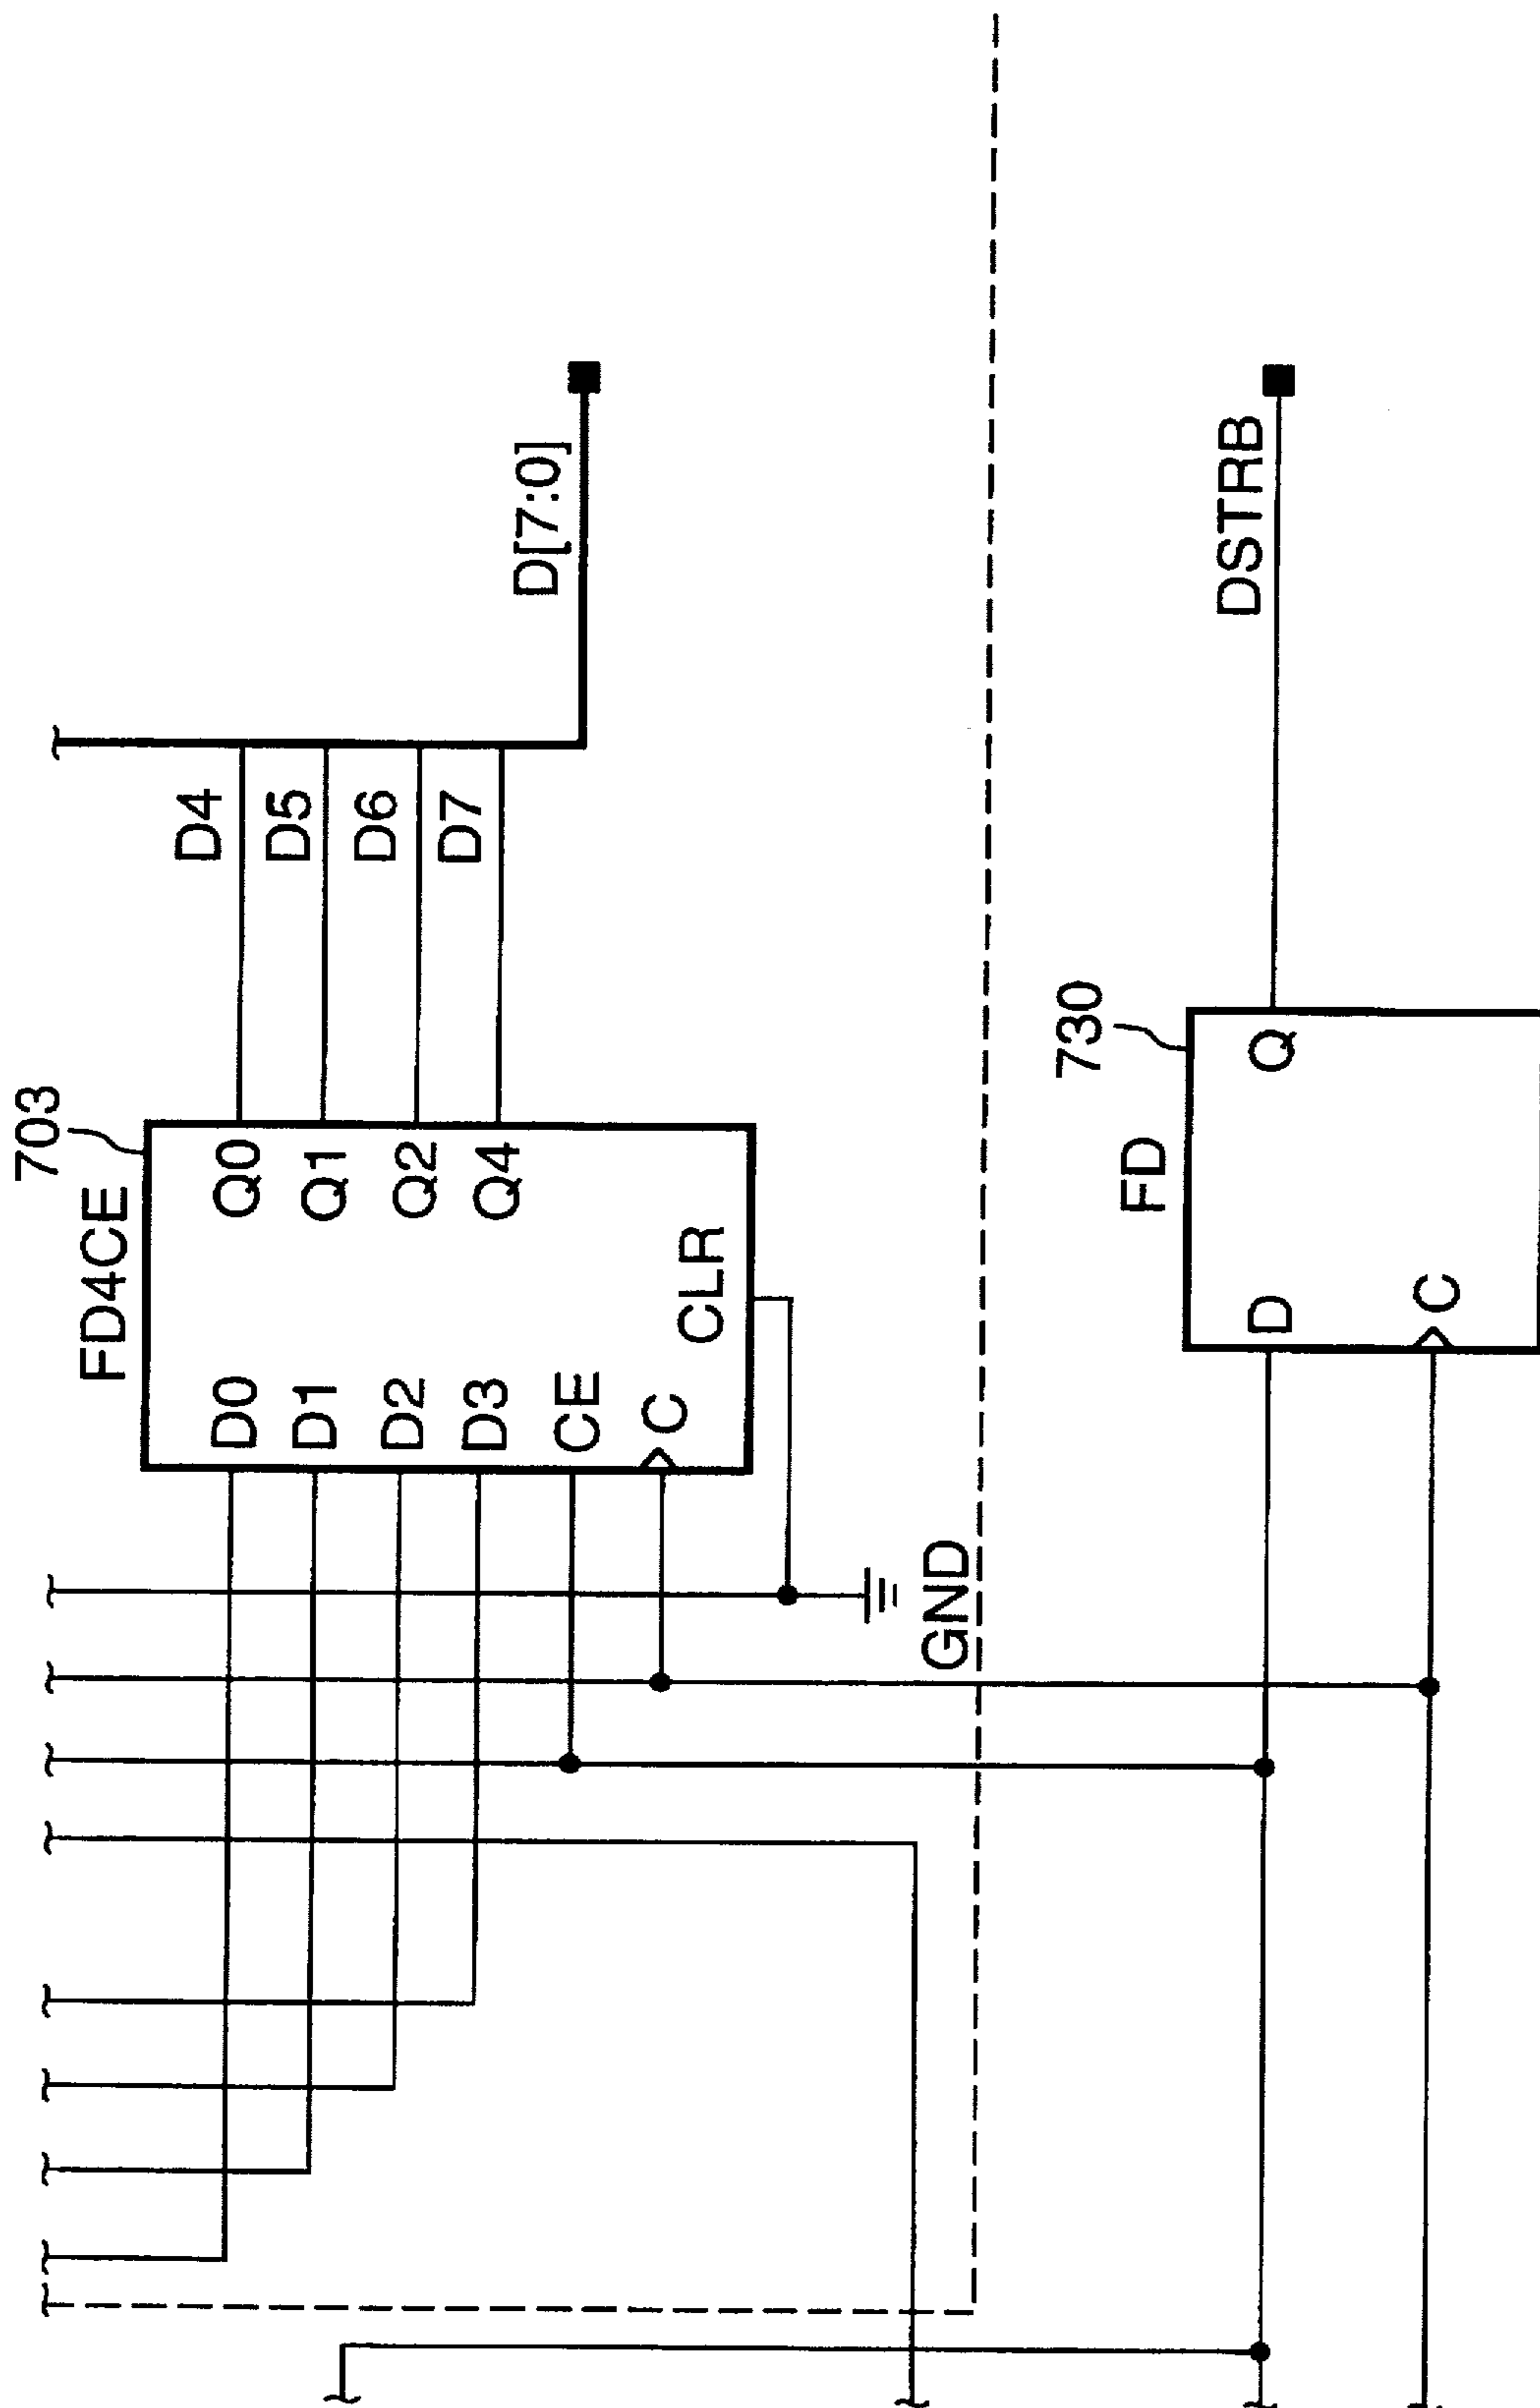 703
FD4CE
D0 Q0 D4
D1 Q1 D5
D2 Q2 D6
D3 Q4 D7
CE
C
CLR
D[7:0]
GND
730
FD
D Q
DSTRB
C